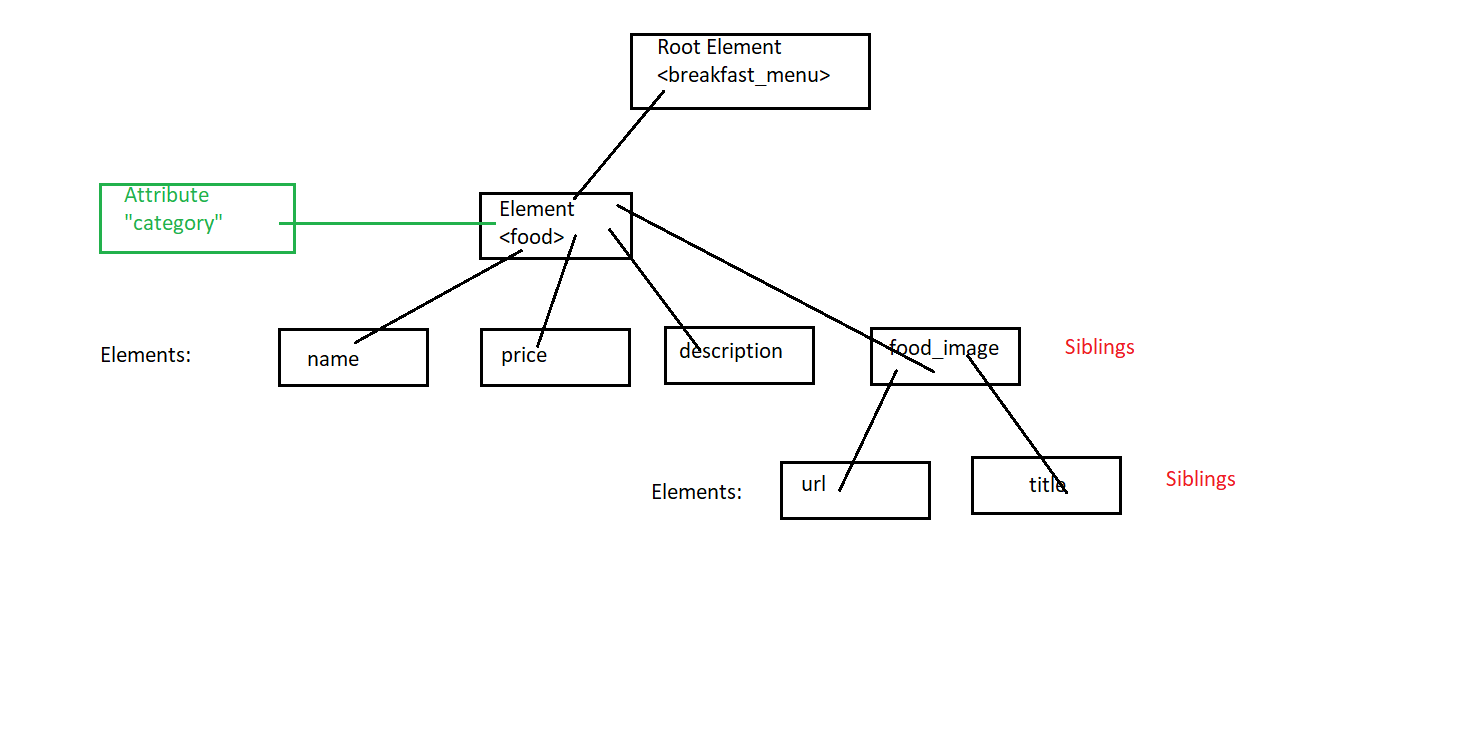 Root Element
<breakfast_menu>
Attribute
"category"
Element
<food>
Elements:
name
price
description
food_image
Siblings
Elements:
url
title
Siblings